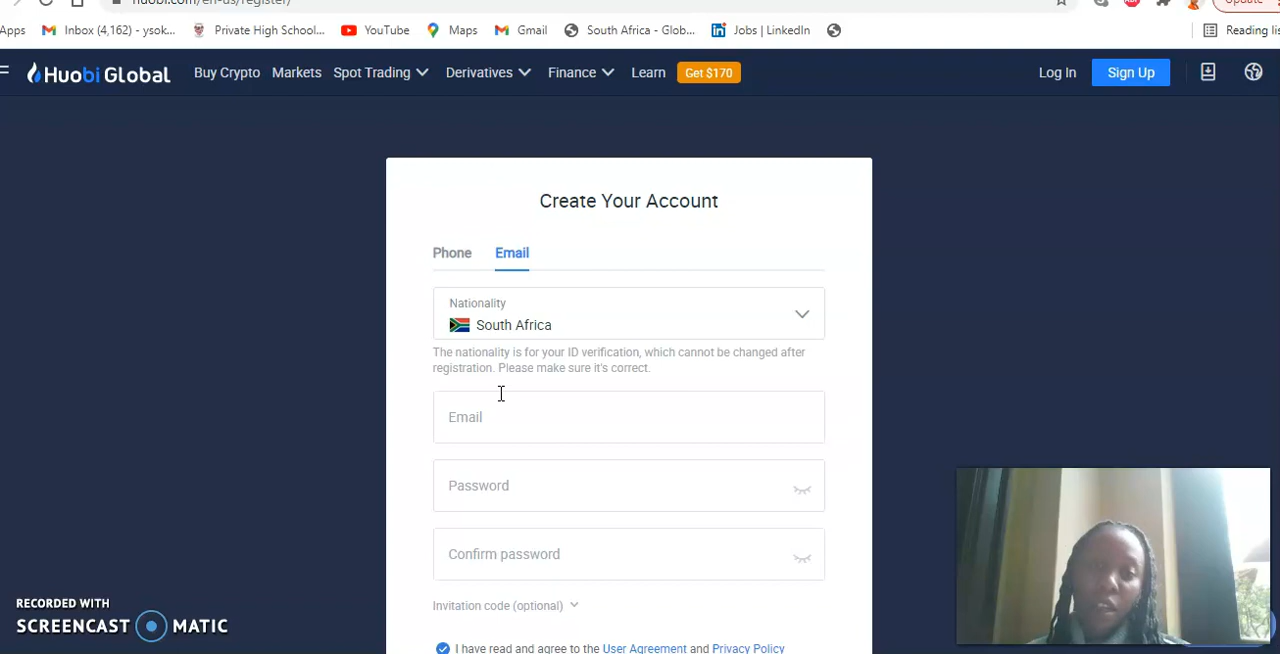 huobi.com/en-us/register/
Update
Apps
Inbox (4,162) - ysok...
Private High School...
YouTube
Maps
Gmail
South Africa - Glob...
Jobs | LinkedIn
Reading lis
Huobi Global
Buy Crypto
Markets
Spot Trading
Derivatives
Finance
Learn
Get $170
Log In
Sign Up
Create Your Account
Phone
Email
Nationality
South Africa
The nationality is for your ID verification, which cannot be changed after
registration. Please make sure it's correct.
Email
Password
Confirm password
Invitation code (optional)
I have read and agree to the User Agreement and Privacy Policy
RECORDED WITH
SCREENCAST MATIC